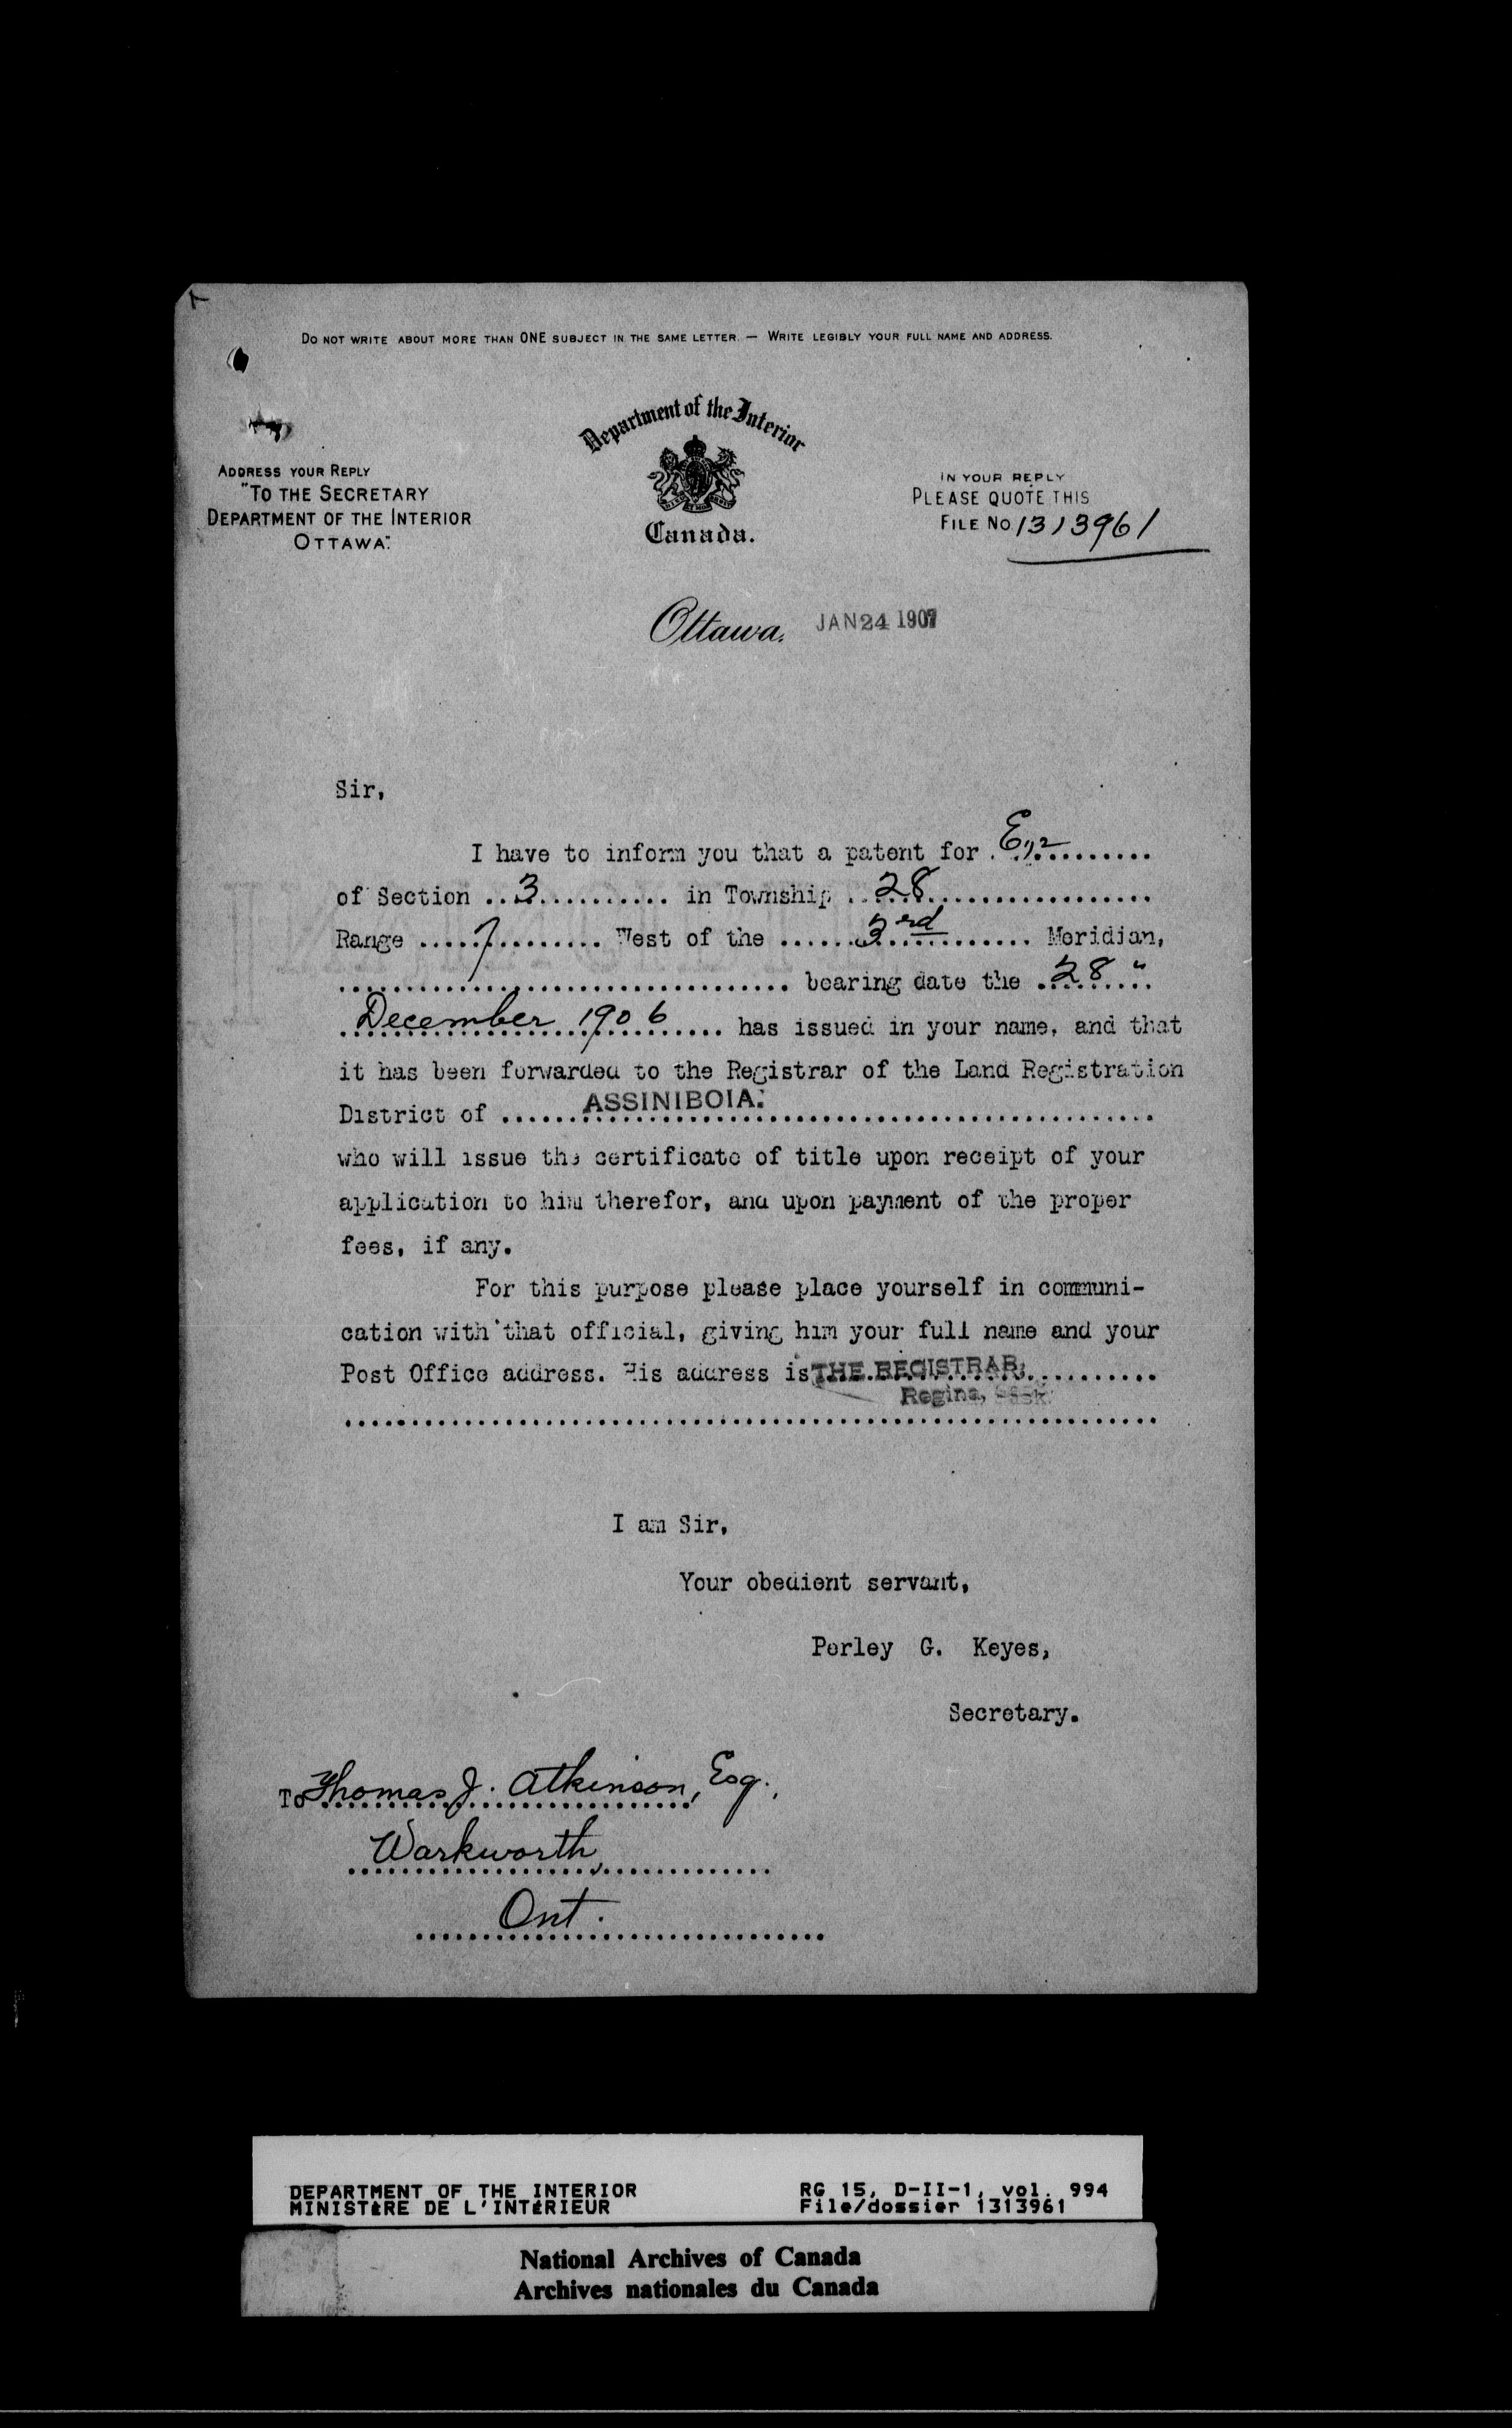 Do not write about more than ONE subject in the same letter. — Write legibly your full name and address.
Department of the Interior
Canada.
Address your Reply
"To the Secretary
Department of the Interior
Ottawa."
In your reply
Please quote this
File No. 1313961
Ottawa, JAN 24 1907
Sir,
I have to inform you that a patent for E½
of Section ..3........... in Township ..28..................
Range .....7......... West of the ......3rd........... Meridian,
.................................. bearing date the .28 "..
.December 1906..... has issued in your name, and that
it has been forwarded to the Registrar of the Land Registration
District of ......ASSINIBOIA.............................
who will issue the certificate of title upon receipt of your
application to him therefor, and upon payment of the proper
fees, if any.
For this purpose please place yourself in communi-
cation with that official, giving him your full name and your
Post Office address. His address is THE REGISTRAR,..........
Regina, Sask.
I am Sir,
Your obedient servant,
Perley G. Keyes,
Secretary.
To Thomas J. Atkinson, Esq.,
Warkworth,
Ont.
DEPARTMENT OF THE INTERIOR RG 15, D-II-1, vol. 994
MINISTÈRE DE L'INTÉRIEUR File/dossier 1313961
National Archives of Canada
Archives nationales du Canada